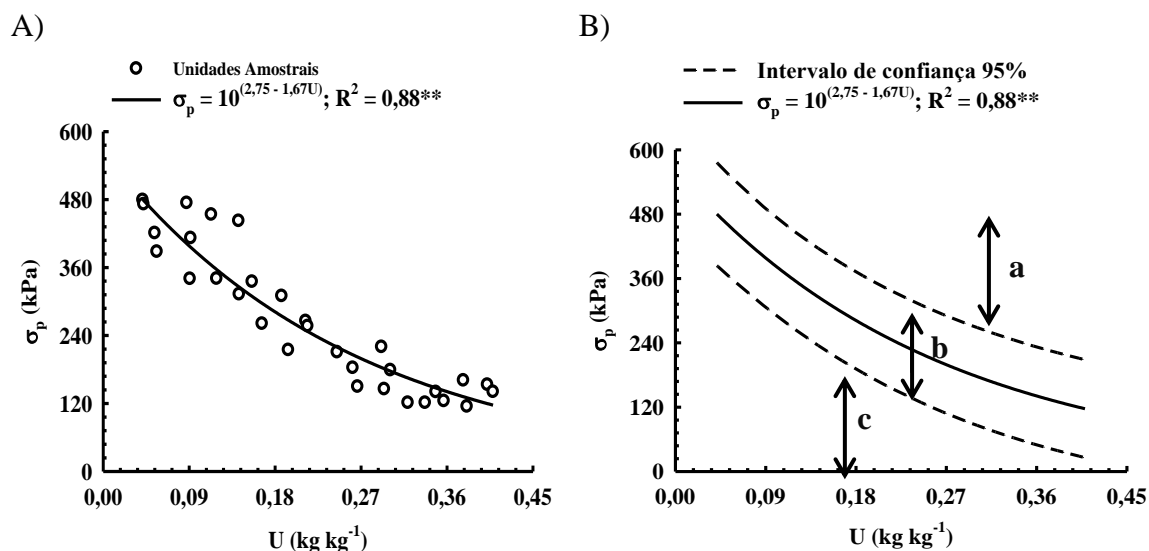 A)
Unidades Amostrais
σp = 10^(2,75 - 1,67U); R² = 0,88**
600
480
360
240
120
0
σp (kPa)
0,00 0,09 0,18 0,27 0,36 0,45
U (kg kg⁻¹)
B)
Intervalo de confiança 95%
σp = 10^(2,75 - 1,67U); R² = 0,88**
600
480
360
240
120
0
σp (kPa)
a
b
c
0,00 0,09 0,18 0,27 0,36 0,45
U (kg kg⁻¹)